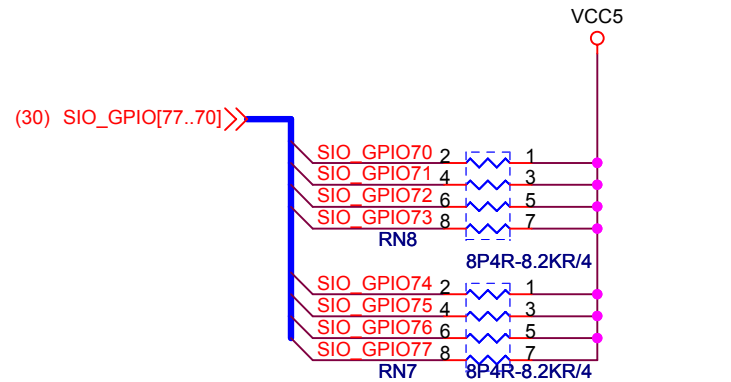 VCC5
(30) SIO_GPIO[77..70]
SIO_GPIO70 2 1
SIO_GPIO71 4 3
SIO_GPIO72 6 5
SIO_GPIO73 8 7
RN8
8P4R-8.2KR/4
SIO_GPIO74 2 1
SIO_GPIO75 4 3
SIO_GPIO76 6 5
SIO_GPIO77 8 7
RN7 8P4R-8.2KR/4